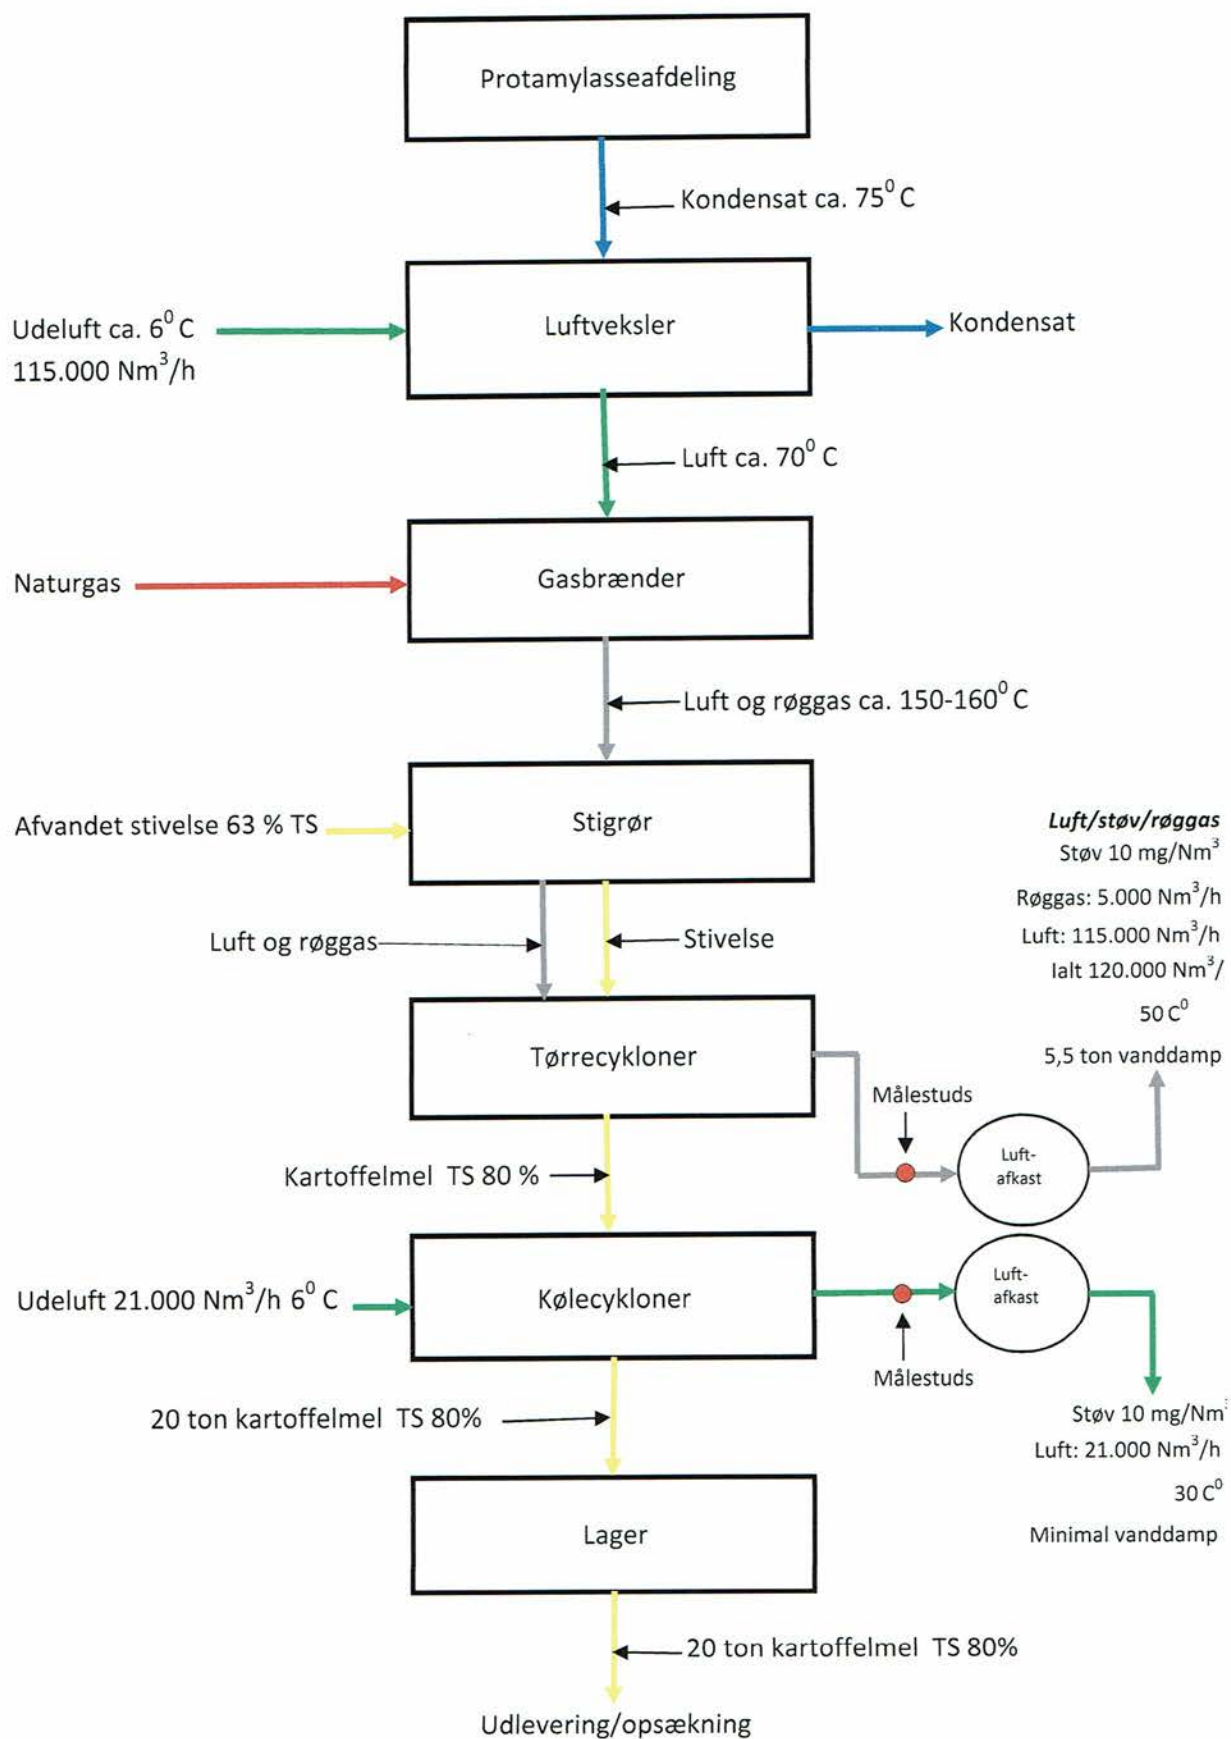 Protamylasseafdeling
Kondensat ca. 75⁰ C
Udeluft ca. 6⁰ C
115.000 Nm³/h
Luftveksler
Kondensat
Luft ca. 70⁰ C
Naturgas
Gasbrænder
Luft og røggas ca. 150-160⁰ C
Afvandet stivelse 63 % TS
Stigrør
Luft/støv/røggas
Støv 10 mg/Nm³
Røggas: 5.000 Nm³/h
Luft: 115.000 Nm³/h
Ialt 120.000 Nm³/
50 C⁰
5,5 ton vanddamp
Luft og røggas
Stivelse
Tørrecykloner
Målestuds
Luft-
afkast
Kartoffelmel TS 80 %
Udeluft 21.000 Nm³/h 6⁰ C
Kølecykloner
Luft-
afkast
Målestuds
Støv 10 mg/Nm³
Luft: 21.000 Nm³/h
30 C⁰
Minimal vanddamp
20 ton kartoffelmel TS 80%
Lager
20 ton kartoffelmel TS 80%
Udlevering/opsækning